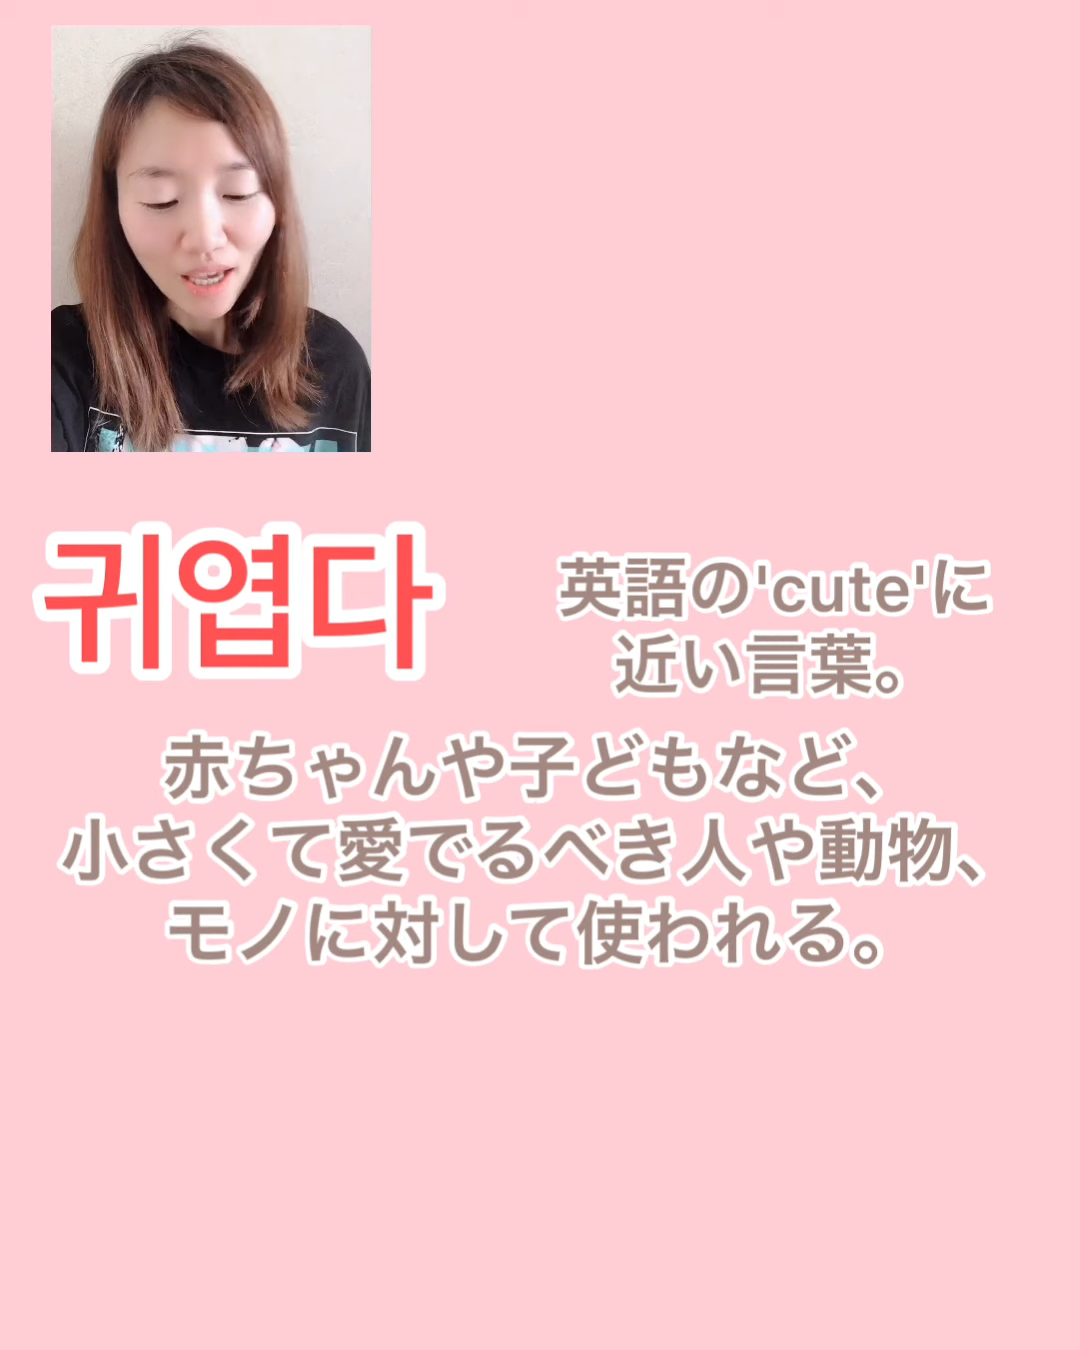 귀엽다
英語の'cute'に
近い言葉。
赤ちゃんや子どもなど、
小さくて愛でるべき人や動物、
モノに対して使われる。